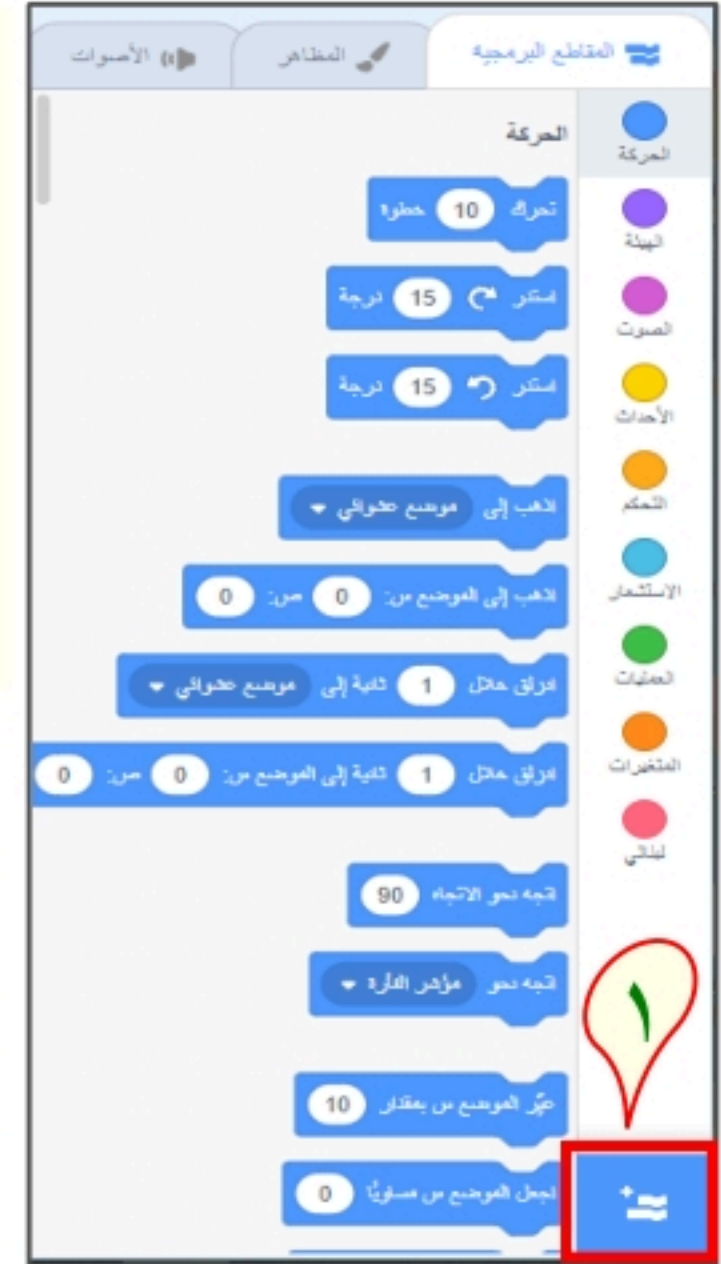 المقاطع البرمجية
المظاهر
الأصوات
الحركة
الحركة
الهيئة
الصوت
الأحداث
التحكم
الاستشعار
العمليات
المتغيرات
لبناتي
تحرك 10 خطوة
استدر 15 درجة
استدر 15 درجة
اذهب إلى موضع عشوائي
اذهب إلى الموضع س: 0 ص: 0
انزلق خلال 1 ثانية إلى موضع عشوائي
انزلق خلال 1 ثانية إلى الموضع س: 0 ص: 0
اتجه نحو الاتجاه 90
اتجه نحو مؤشر الفأرة
غيّر الموضع س بمقدار 10
اجعل الموضع س مساويًا 0
١